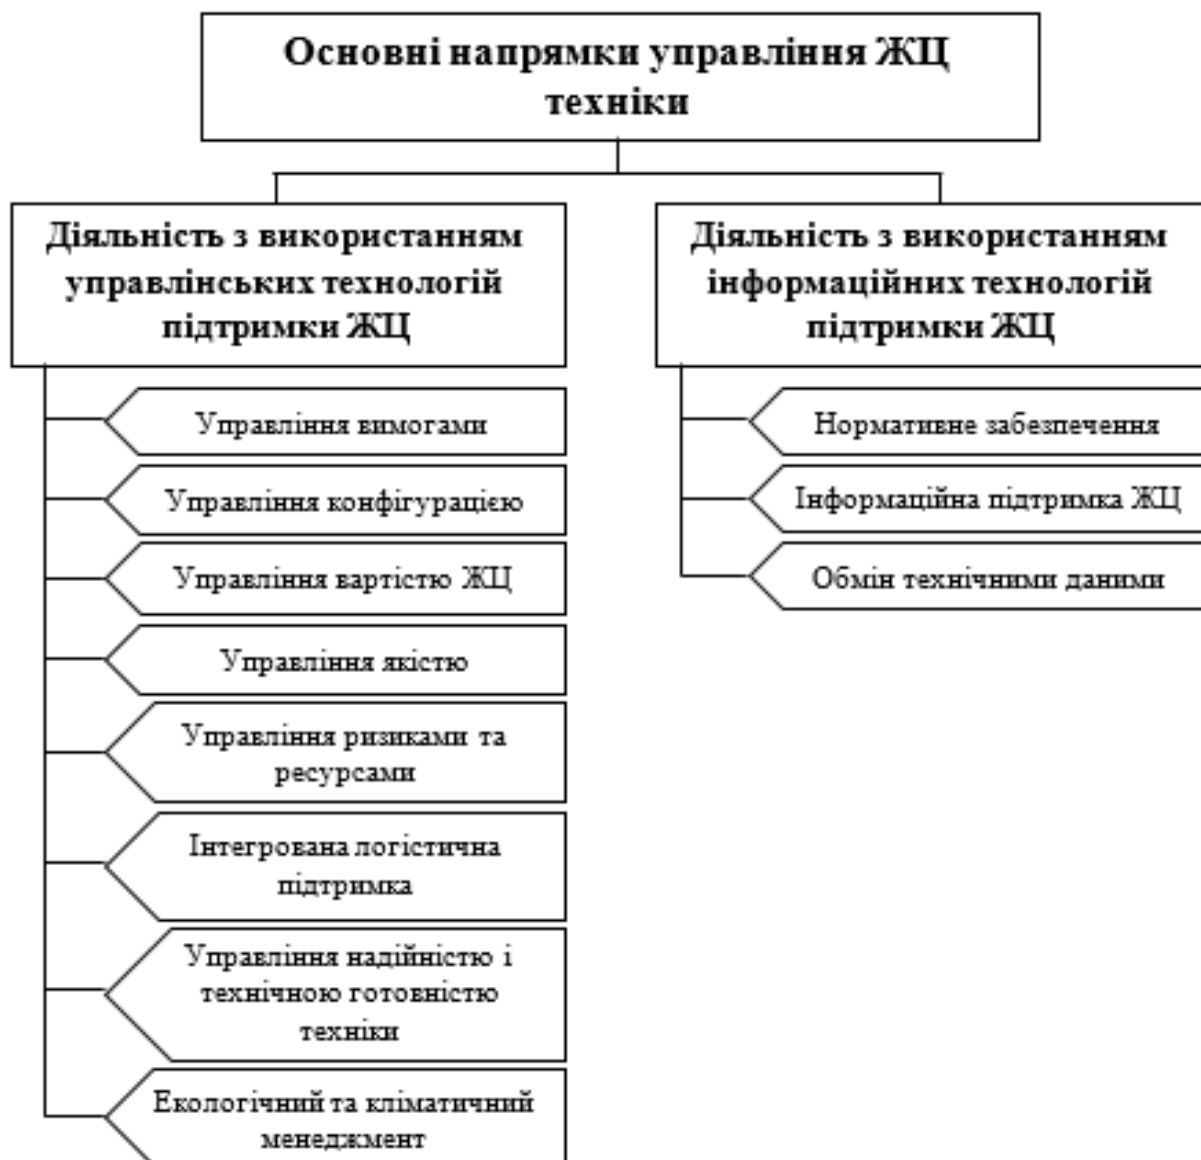 Основні напрямки управління ЖЦ
техніки
Діяльність з використанням
управлінських технологій
підтримки ЖЦ
Управління вимогами
Управління конфігурацією
Управління вартістю ЖЦ
Управління якістю
Управління ризиками та
ресурсами
Інтегрована логістична
підтримка
Управління надійністю і
технічною готовністю
техніки
Екологічний та кліматичний
менеджмент
Діяльність з використанням
інформаційних технологій
підтримки ЖЦ
Нормативне забезпечення
Інформаційна підтримка ЖЦ
Обмін технічними даними